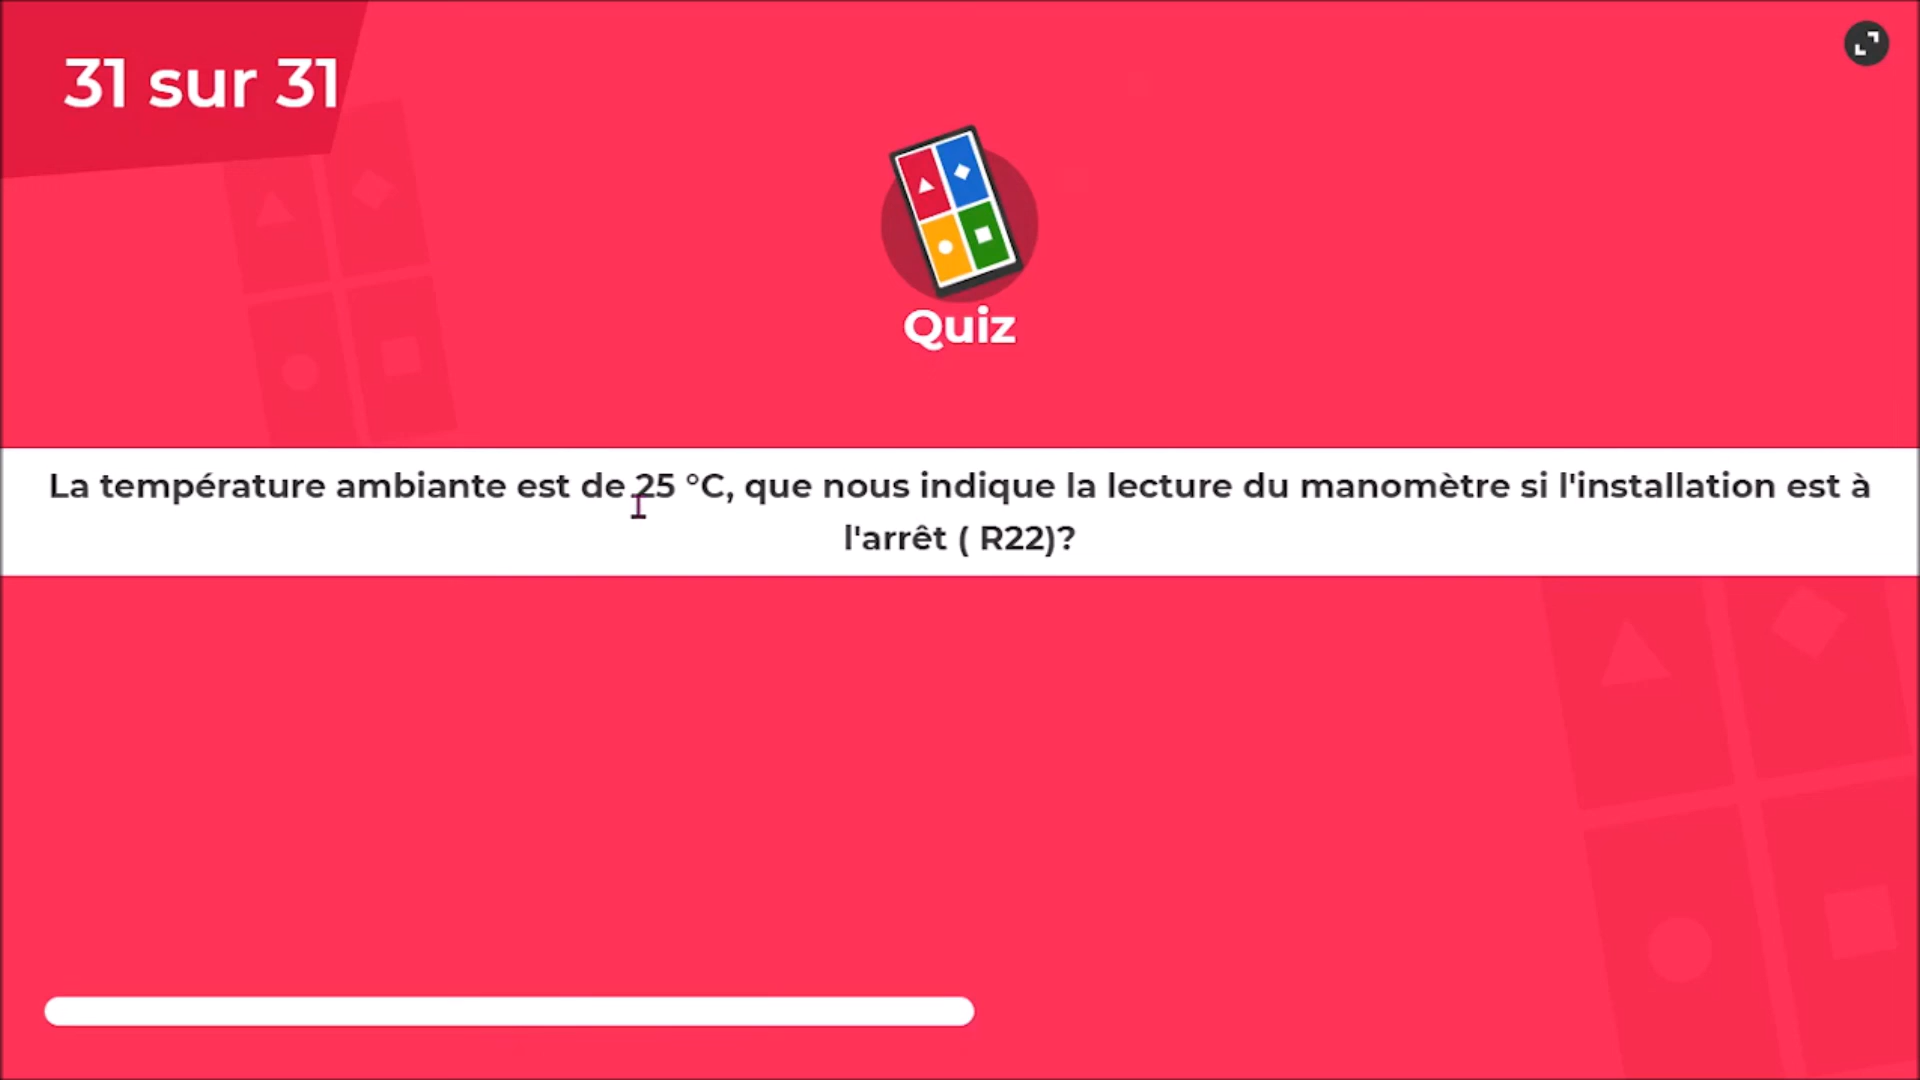 31 sur 31
Quiz
La température ambiante est de 25 °C, que nous indique la lecture du manomètre si l'installation est à
l'arrêt ( R22)?